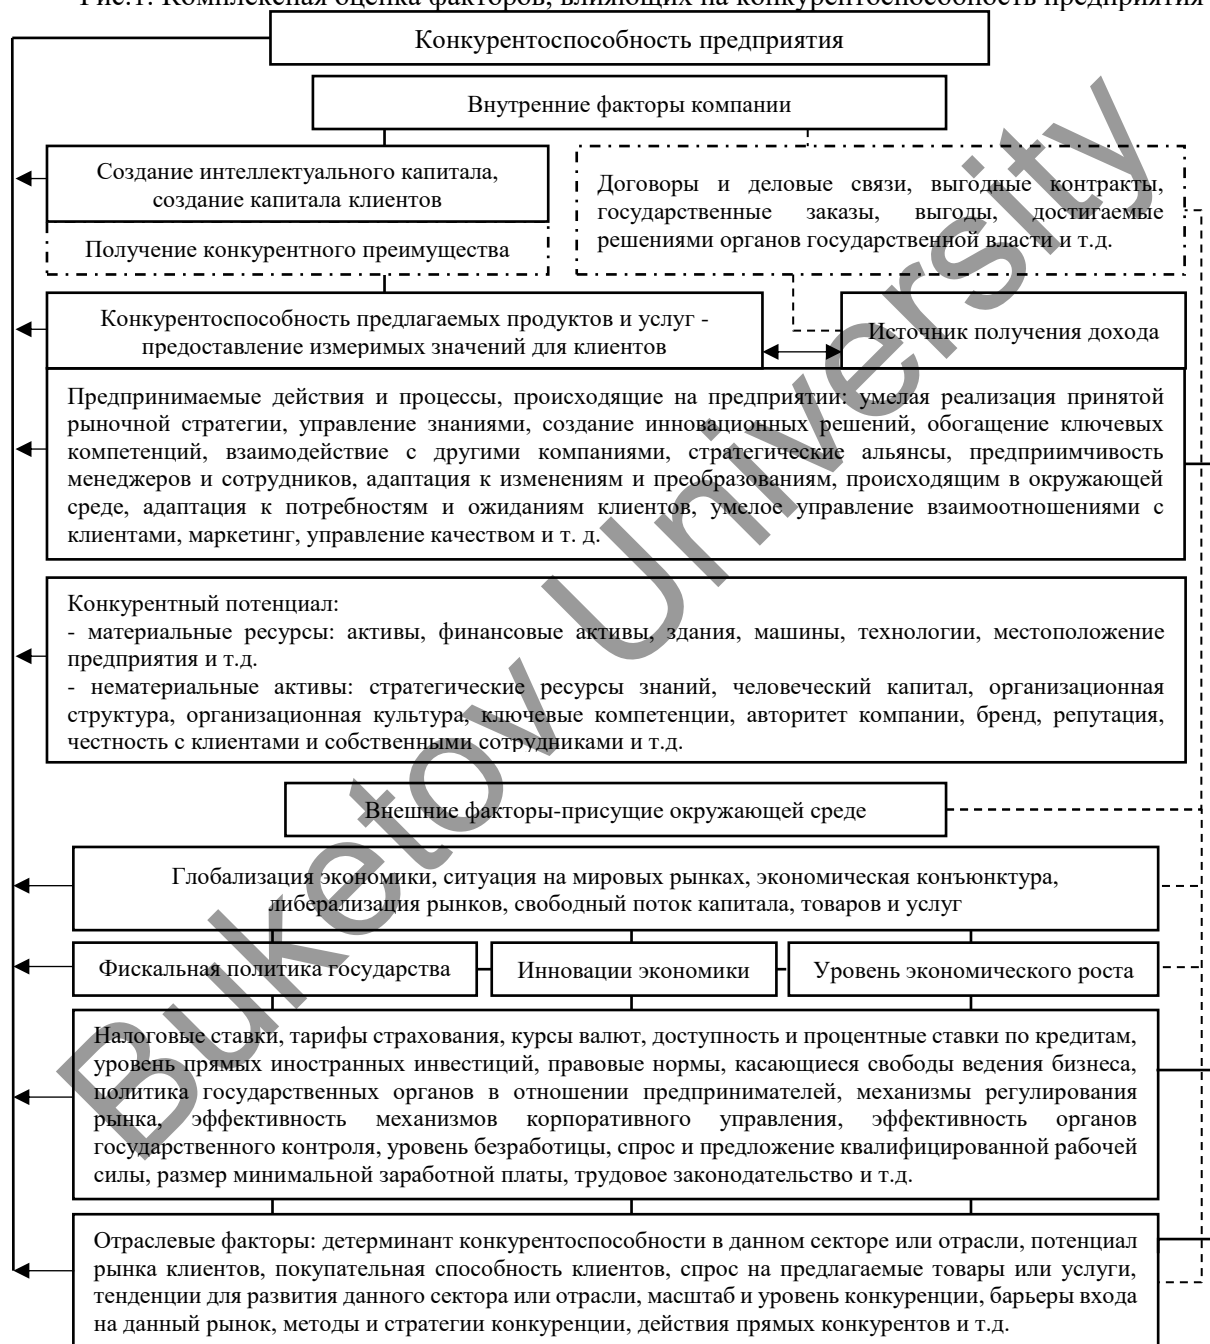 Рис.1. Комплексная оценка факторов, влияющих на конкурентоспособность предприятия
Конкурентоспособность предприятия
Внутренние факторы компании
Создание интеллектуального капитала,
создание капитала клиентов
Договоры и деловые связи, выгодные контракты,
государственные заказы, выгоды, достигаемые
решениями органов государственной власти и т.д.
Получение конкурентного преимущества
Конкурентоспособность предлагаемых продуктов и услуг -
предоставление измеримых значений для клиентов
Источник получения дохода
Предпринимаемые действия и процессы, происходящие на предприятии: умелая реализация принятой
рыночной стратегии, управление знаниями, создание инновационных решений, обогащение ключевых
компетенций, взаимодействие с другими компаниями, стратегические альянсы, предприимчивость
менеджеров и сотрудников, адаптация к изменениям и преобразованиям, происходящим в окружающей
среде, адаптация к потребностям и ожиданиям клиентов, умелое управление взаимоотношениями с
клиентами, маркетинг, управление качеством и т. д.
Конкурентный потенциал:
- материальные ресурсы: активы, финансовые активы, здания, машины, технологии, местоположение
предприятия и т.д.
- нематериальные активы: стратегические ресурсы знаний, человеческий капитал, организационная
структура, организационная культура, ключевые компетенции, авторитет компании, бренд, репутация,
честность с клиентами и собственными сотрудниками и т.д.
Внешние факторы-присущие окружающей среде
Глобализация экономики, ситуация на мировых рынках, экономическая конъюнктура,
либерализация рынков, свободный поток капитала, товаров и услуг
Фискальная политика государства
Инновации экономики
Уровень экономического роста
Налоговые ставки, тарифы страхования, курсы валют, доступность и процентные ставки по кредитам,
уровень прямых иностранных инвестиций, правовые нормы, касающиеся свободы ведения бизнеса,
политика государственных органов в отношении предпринимателей, механизмы регулирования
рынка, эффективность механизмов корпоративного управления, эффективность органов
государственного контроля, уровень безработицы, спрос и предложение квалифицированной рабочей
силы, размер минимальной заработной платы, трудовое законодательство и т.д.
Отраслевые факторы: детерминант конкурентоспособности в данном секторе или отрасли, потенциал
рынка клиентов, покупательная способность клиентов, спрос на предлагаемые товары или услуги,
тенденции для развития данного сектора или отрасли, масштаб и уровень конкуренции, барьеры входа
на данный рынок, методы и стратегии конкуренции, действия прямых конкурентов и т.д.
Buketov University